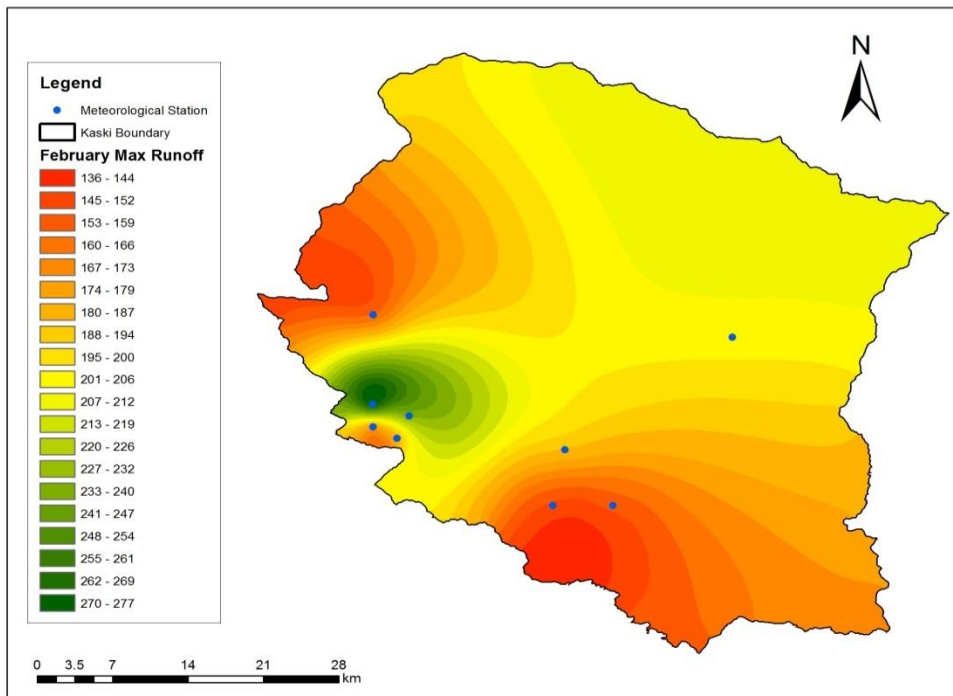 N
Legend
Meteorological Station
Kaski Boundary
February Max Runoff
136 - 144
145 - 152
153 - 159
160 - 166
167 - 173
174 - 179
180 - 187
188 - 194
195 - 200
201 - 206
207 - 212
213 - 219
220 - 226
227 - 232
233 - 240
241 - 247
248 - 254
255 - 261
262 - 269
270 - 277
0 3.5 7 14 21 28
km